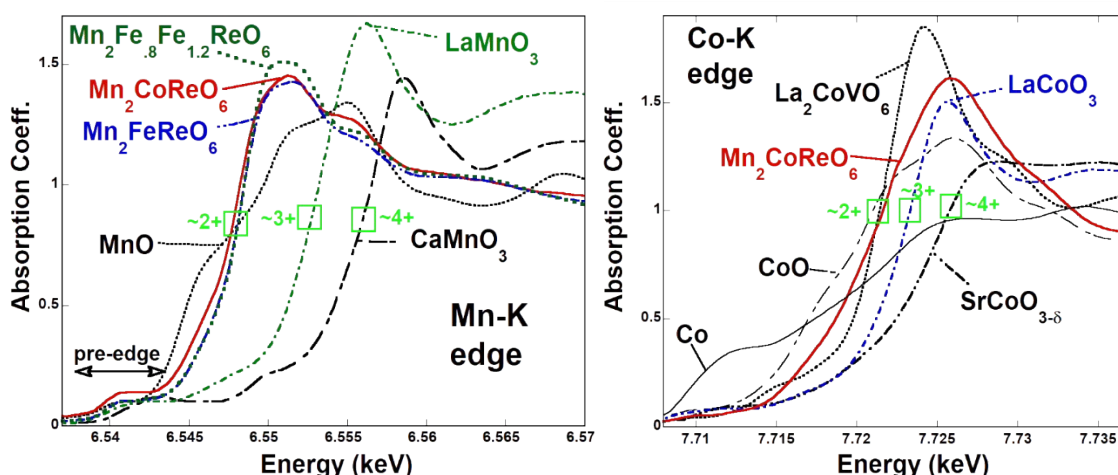 Mn2Fe.8Fe1.2ReO6
LaMnO3
1.5
Mn2CoReO6
Mn2FeReO6
Absorption Coeff.
1
~2+
~3+
~4+
MnO
CaMnO3
0.5
Mn-K
edge
pre-edge
0
6.54
6.545
6.55
6.555
6.56
6.565
6.57
Energy (keV)
Co-K
edge
La2CoVO6
LaCoO3
1.5
Mn2CoReO6
Absorption Coeff.
~3+
~2+
~4+
1
CoO
SrCoO3-δ
0.5
Co
0
7.71
7.715
7.72
7.725
7.73
7.735
Energy (keV)